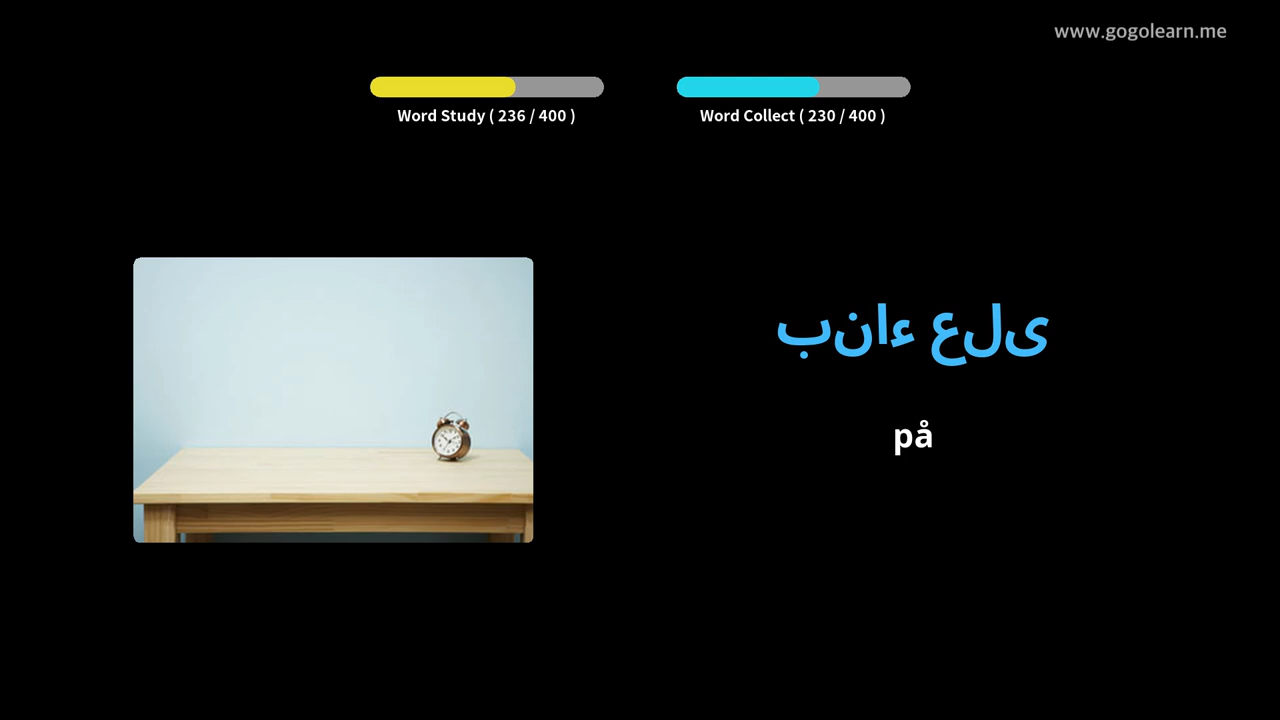 www.gogolearn.me
Word Study ( 236 / 400 )
Word Collect ( 230 / 400 )
بناء على
på